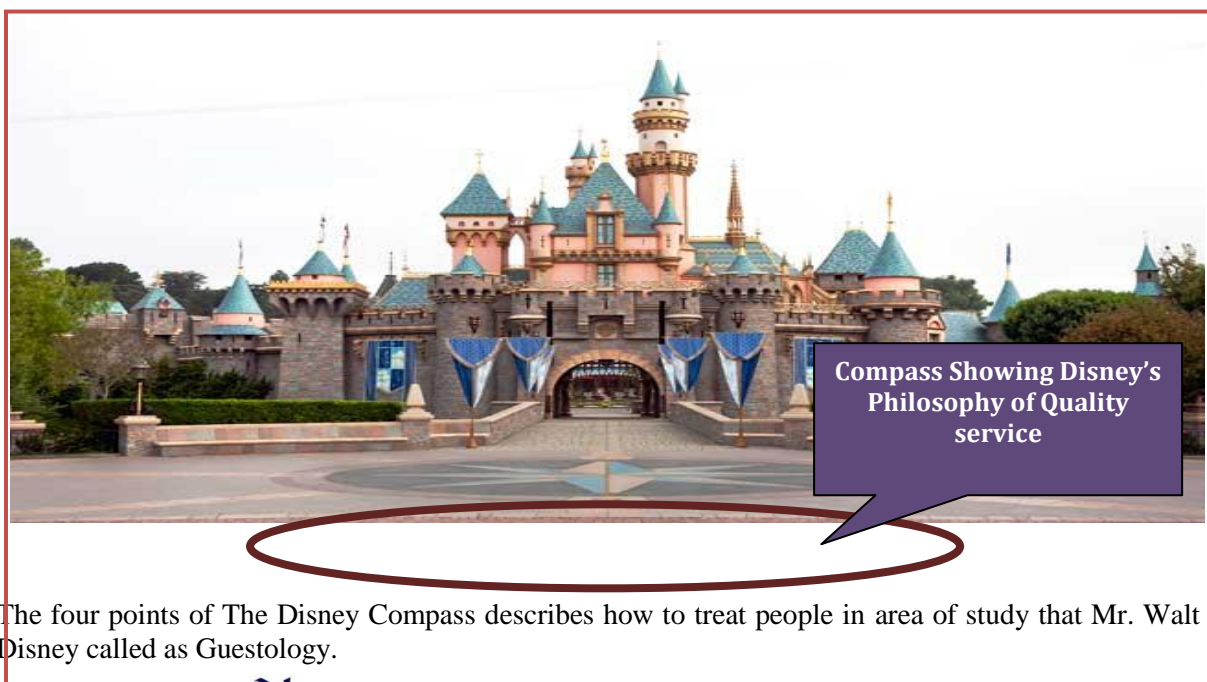 Compass Showing Disney’s
Philosophy of Quality
service
The four points of The Disney Compass describes how to treat people in area of study that Mr. Walt
Disney called as Guestology.